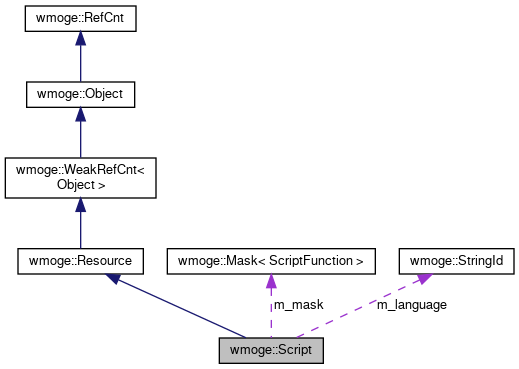 wmoge::RefCnt
wmoge::Object
wmoge::WeakRefCnt<
Object >
wmoge::Resource
wmoge::Mask< ScriptFunction >
wmoge::StringId
m_mask
m_language
wmoge::Script